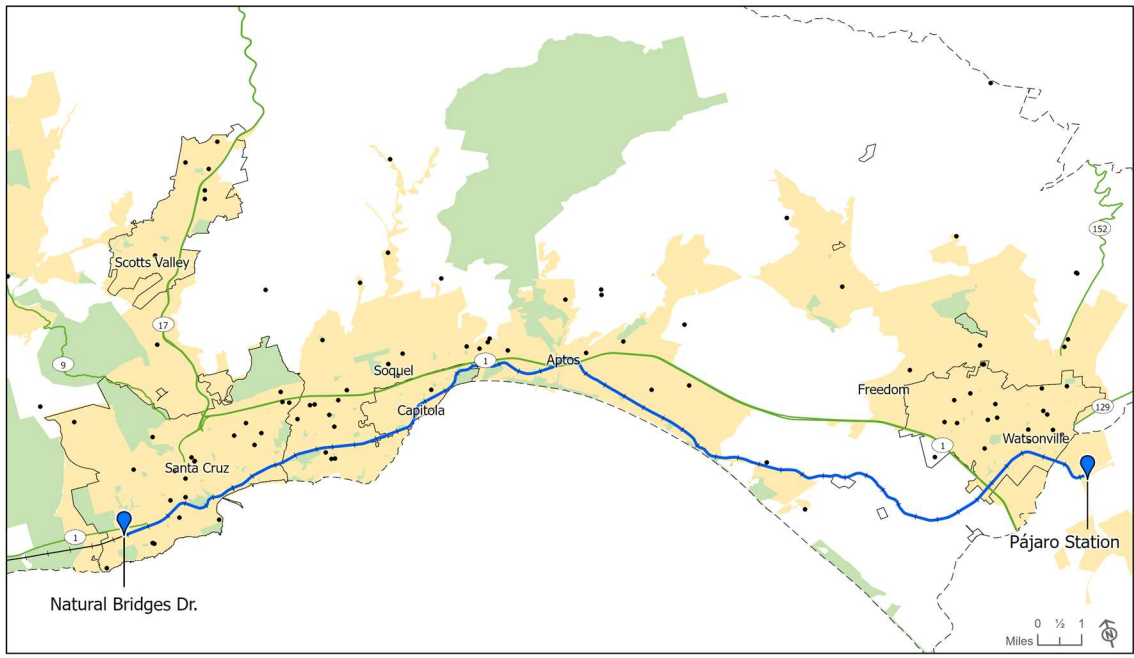 152
Scotts Valley
17
9
1
Aptos
Soquel
Freedom
Capitola
129
Watsonville
1
Santa Cruz
1
Pájaro Station
Natural Bridges Dr.
0 ½ 1
Miles
N